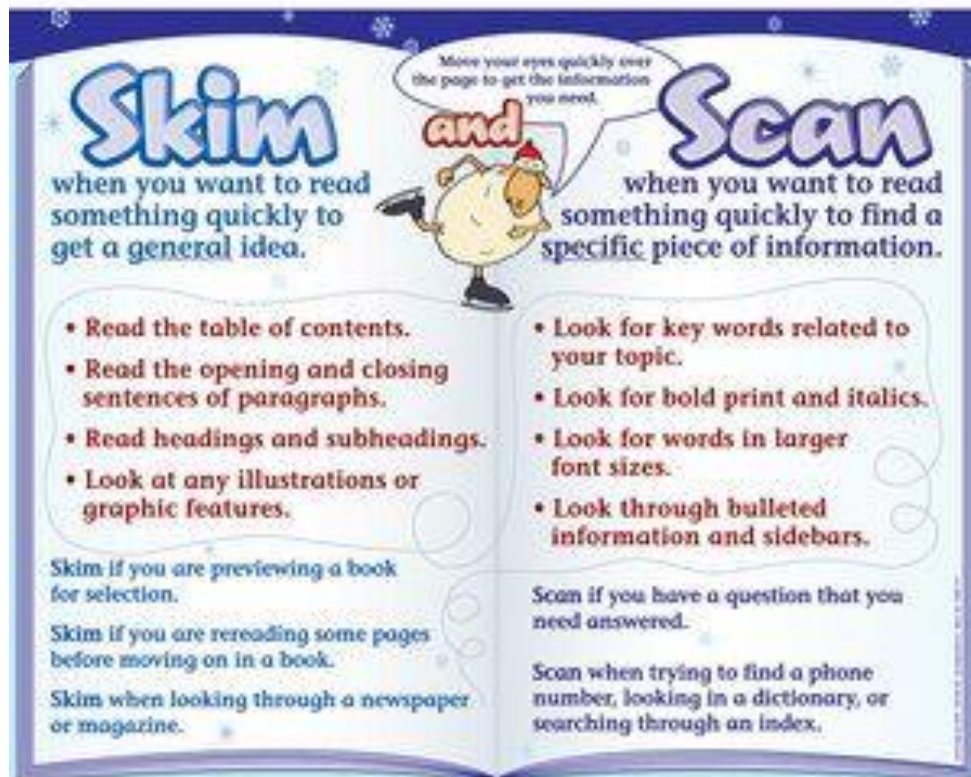 Skim
and
Scan
Move your eyes quickly over
the page to get the information
you need.
when you want to read
something quickly to
get a general idea.
• Read the table of contents.
• Read the opening and closing
sentences of paragraphs.
• Read headings and subheadings.
• Look at any illustrations or
graphic features.
Skim if you are previewing a book
for selection.
Skim if you are rereading some pages
before moving on in a book.
Skim when looking through a newspaper
or magazine.
when you want to read
something quickly to find a
specific piece of information.
• Look for key words related to
your topic.
• Look for bold print and italics.
• Look for words in larger
font sizes.
• Look through bulleted
information and sidebars.
Scan if you have a question that you
need answered.
Scan when trying to find a phone
number, looking in a dictionary, or
searching through an index.